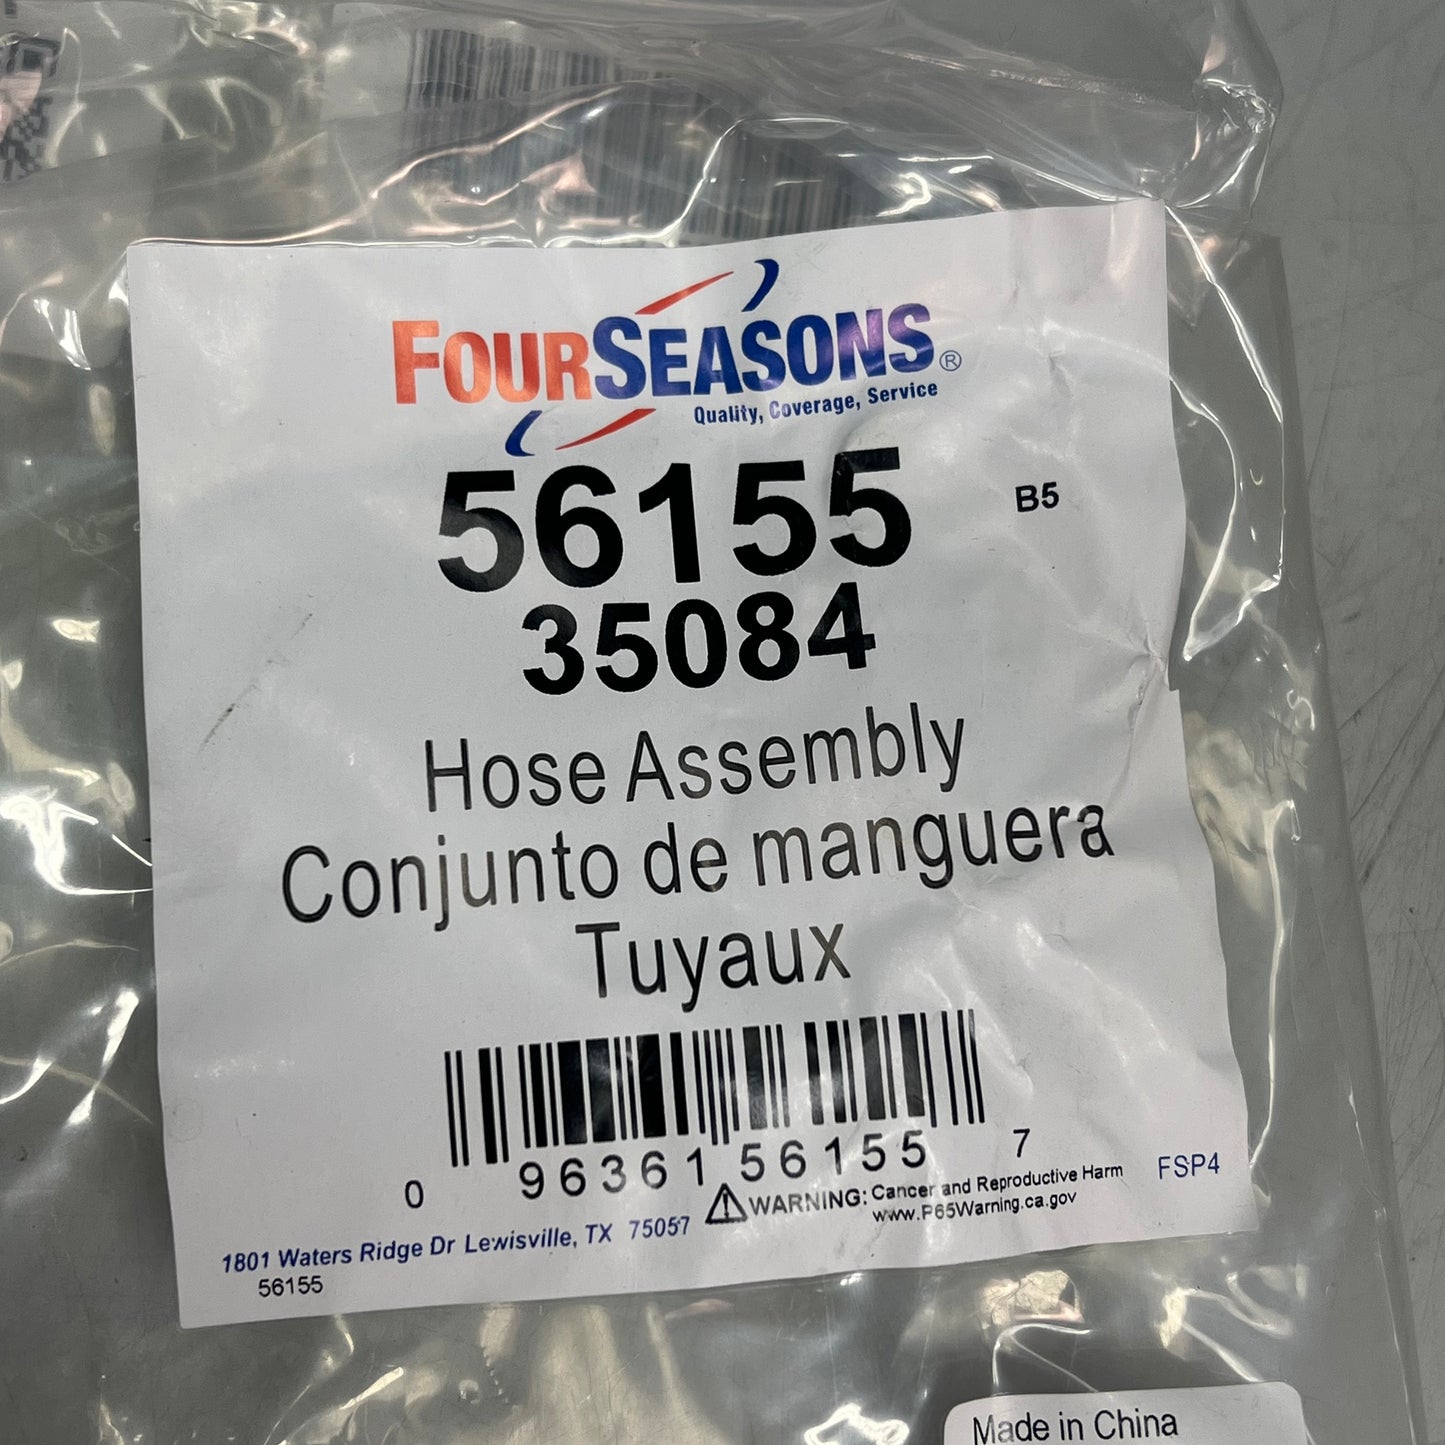 FOURSEASONS®
Quality, Coverage, Service
56155
B5
35084
Hose Assembly
Conjunto de manguera
Tuyaux
0 96361 56155 7
WARNING: Cancer and Reproductive Harm
www.P65Warning.ca.gov
FSP4
1801 Waters Ridge Dr Lewisville, TX 75057
56155
Made in China